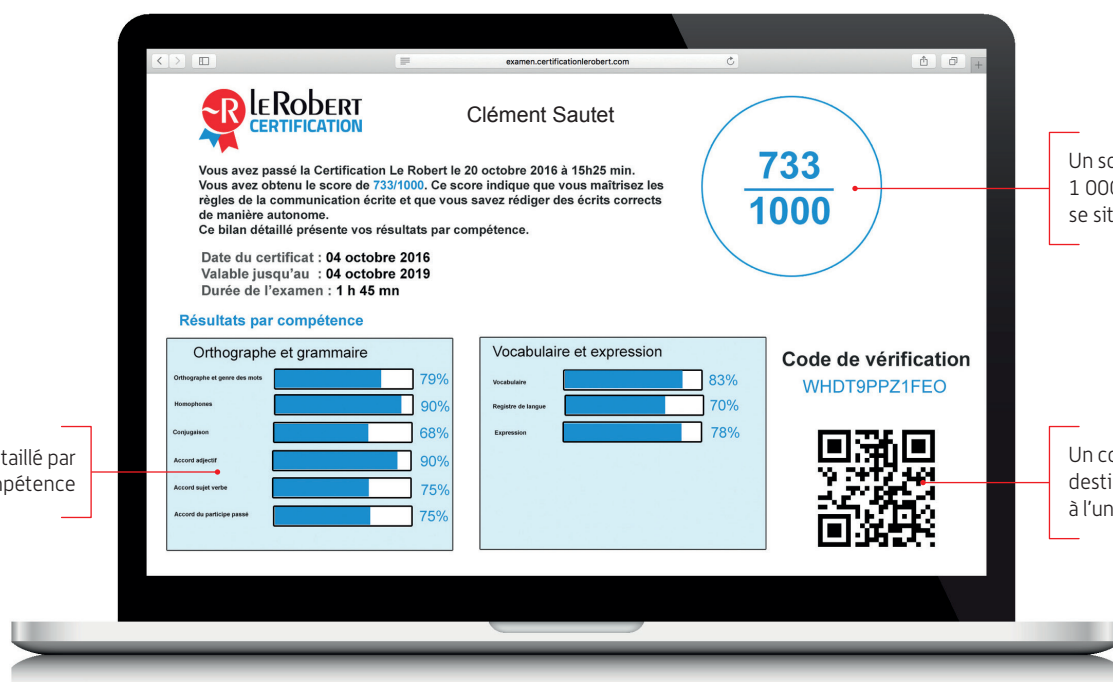 examen.certificationlerobert.com
LE ROBERT
CERTIFICATION
Clément Sautet
733
1000
Vous avez passé la Certification Le Robert le 20 octobre 2016 à 15h25 min.
Vous avez obtenu le score de 733/1000. Ce score indique que vous maîtrisez les
règles de la communication écrite et que vous savez rédiger des écrits corrects
de manière autonome.
Ce bilan détaillé présente vos résultats par compétence.
Date du certificat : 04 octobre 2016
Valable jusqu'au : 04 octobre 2019
Durée de l'examen : 1 h 45 mn
Résultats par compétence
Orthographe et grammaire
Orthographe et genre des mots 79%
Homophones 90%
Conjugaison 68%
Accord adjectif 90%
Accord sujet verbe 75%
Accord du participe passé 75%
Vocabulaire et expression
Vocabulaire 83%
Registre de langue 70%
Expression 78%
Code de vérification
WHDT9PPZ1FEO
Un
1 000
se
par
Un
à l'un